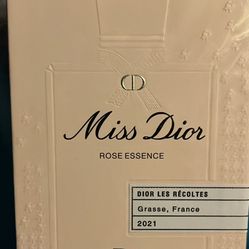 CD
Miss Dior
ROSE ESSENCE
DIOR LES RÉCOLTES
Grasse, France
2021